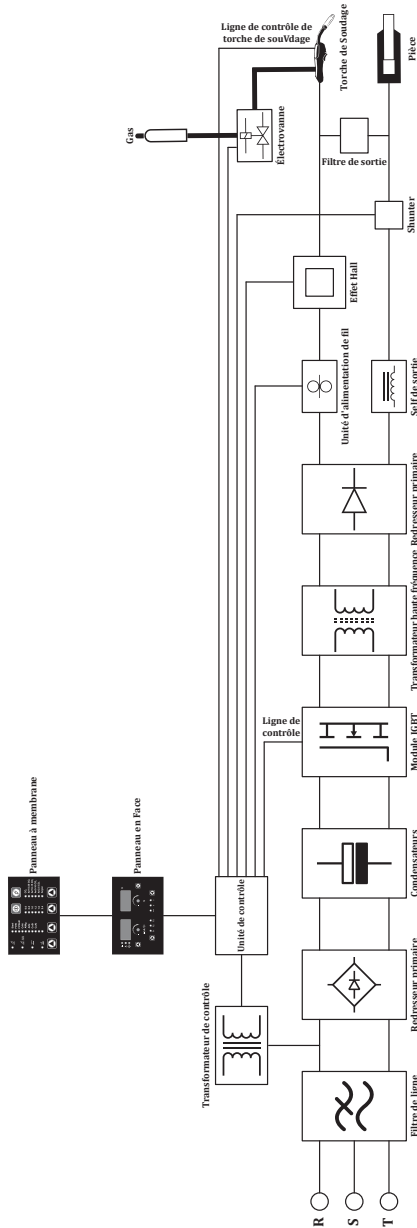 Panneau à membrane
Panneau en Face
Gas
Transformateur de contrôle
Unité de contrôle
Ligne de contrôle de
torche de souVdage
Électrovanne
Ligne de
contrôle
Unité d'alimentation de fil
Effet Hall
Filtre de sortie
Torche de Soudage
R
S
T
Filtre de ligne
Redresseur primaire
Condensateurs
Module IGBT
Transformateur haute fréquence
Redresseur primaire
Self de sortie
Shunter
Pièce